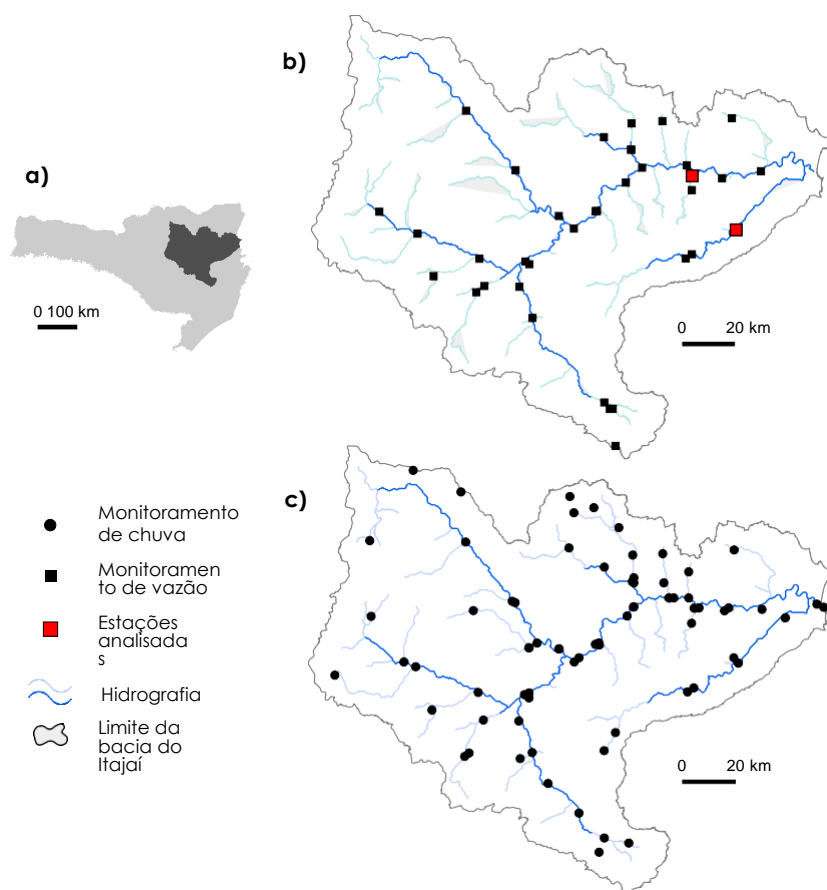 b)
a)
0 100 km
0 20 km
c)
Monitoramento
de chuva
Monitoramen
to de vazão
Estações
analisada
s
Hidrografia
Limite da
bacia do
Itajaí
0 20 km